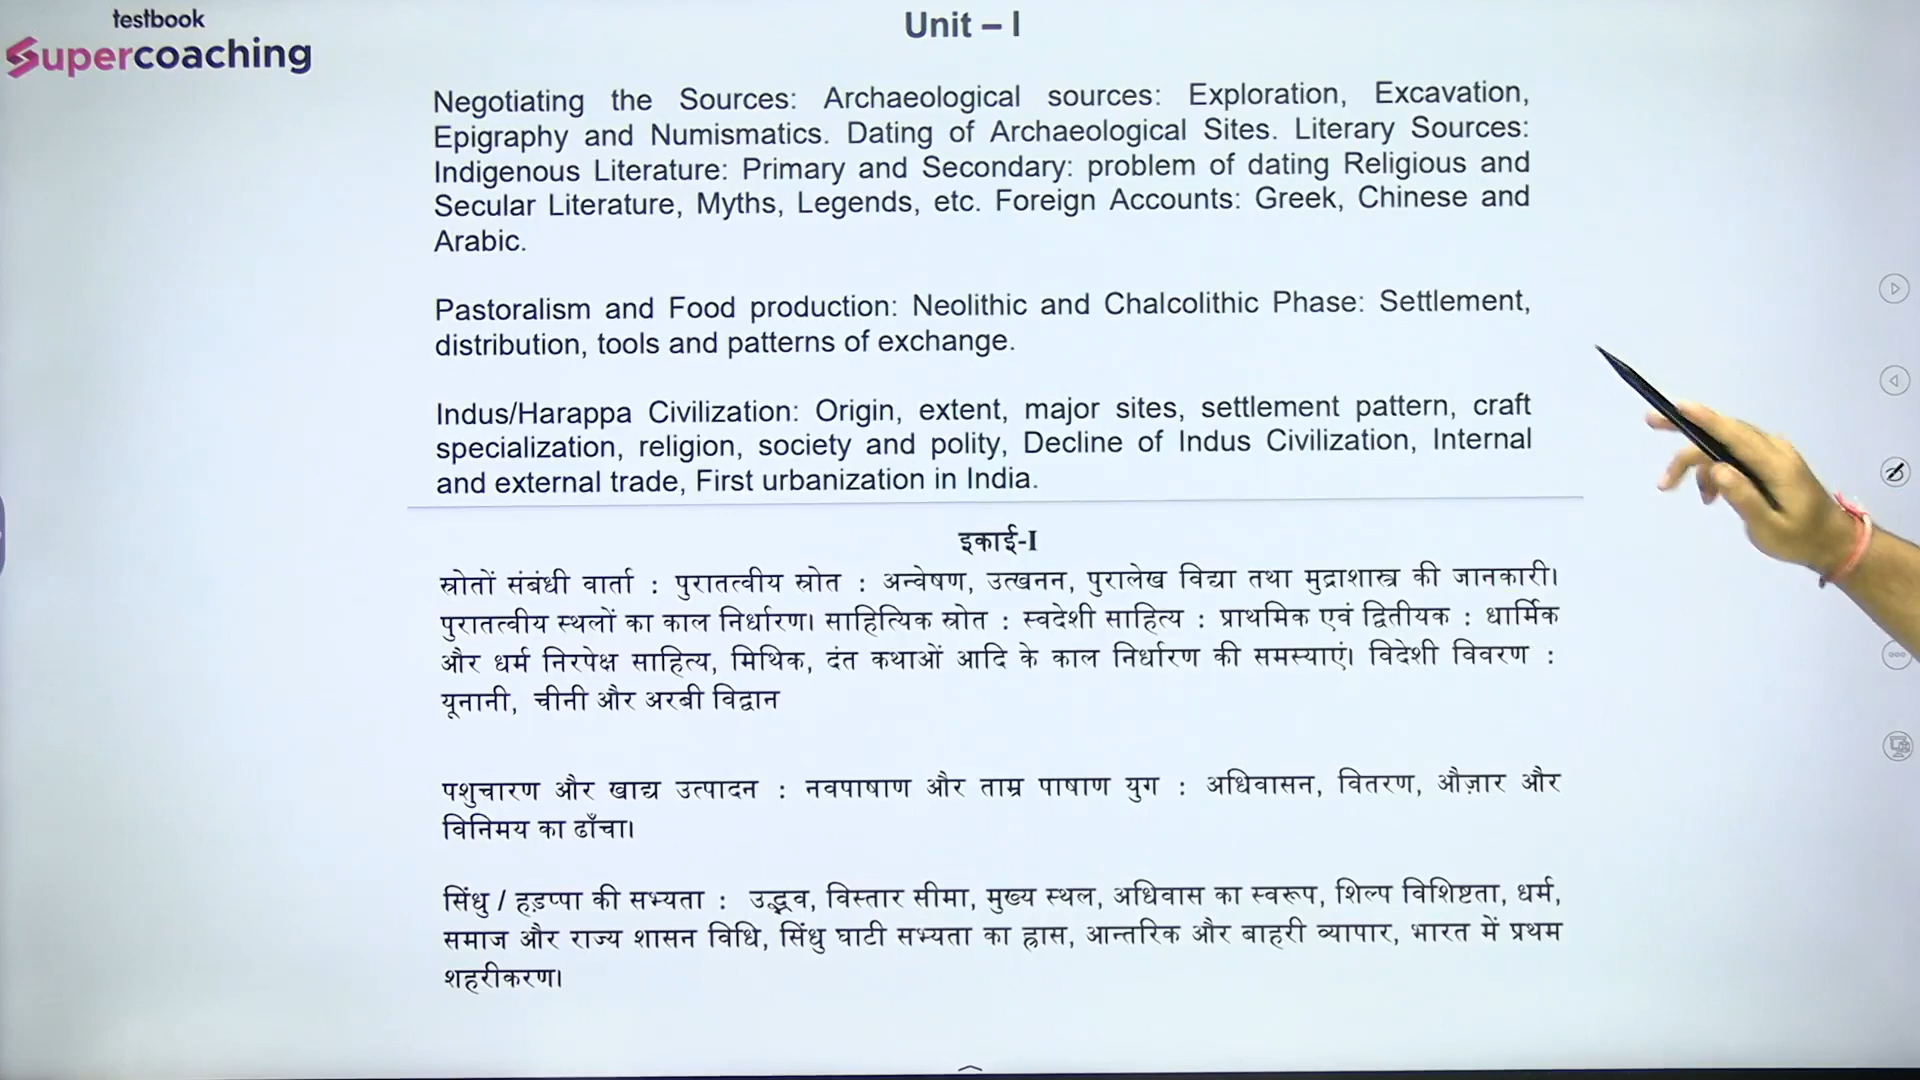 testbook
Supercoaching
Unit – I
Negotiating the Sources: Archaeological sources: Exploration, Excavation,
Epigraphy and Numismatics. Dating of Archaeological Sites. Literary Sources:
Indigenous Literature: Primary and Secondary: problem of dating Religious and
Secular Literature, Myths, Legends, etc. Foreign Accounts: Greek, Chinese and
Arabic.
Pastoralism and Food production: Neolithic and Chalcolithic Phase: Settlement,
distribution, tools and patterns of exchange.
Indus/Harappa Civilization: Origin, extent, major sites, settlement pattern, craft
specialization, religion, society and polity, Decline of Indus Civilization, Internal
and external trade, First urbanization in India.
इकाई-I
स्रोतों संबंधी वार्ता : पुरातत्वीय स्रोत : अन्वेषण, उत्खनन, पुरालेख विद्या तथा मुद्राशास्त्र की जानकारी।
पुरातत्वीय स्थलों का काल निर्धारण। साहित्यिक स्रोत : स्वदेशी साहित्य : प्राथमिक एवं द्वितीयक : धार्मिक
और धर्म निरपेक्ष साहित्य, मिथिक, दंत कथाओं आदि के काल निर्धारण की समस्याएं। विदेशी विवरण :
यूनानी, चीनी और अरबी विद्वान
पशुचारण और खाद्य उत्पादन : नवपाषाण और ताम्र पाषाण युग : अधिवासन, वितरण, औज़ार और
विनिमय का ढाँचा।
सिंधु / हड़प्पा की सभ्यता : उद्भव, विस्तार सीमा, मुख्य स्थल, अधिवास का स्वरूप, शिल्प विशिष्टता, धर्म,
समाज और राज्य शासन विधि, सिंधु घाटी सभ्यता का ह्रास, आन्तरिक और बाहरी व्यापार, भारत में प्रथम
शहरीकरण।